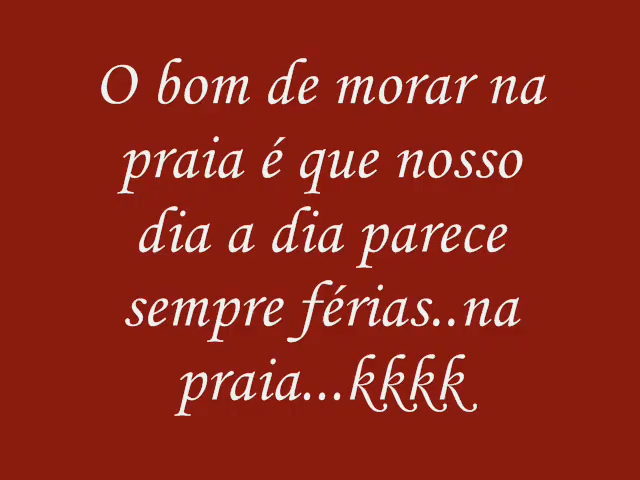 O bom de morar na
praia é que nosso
dia a dia parece
sempre férias..na
praia...kkkk